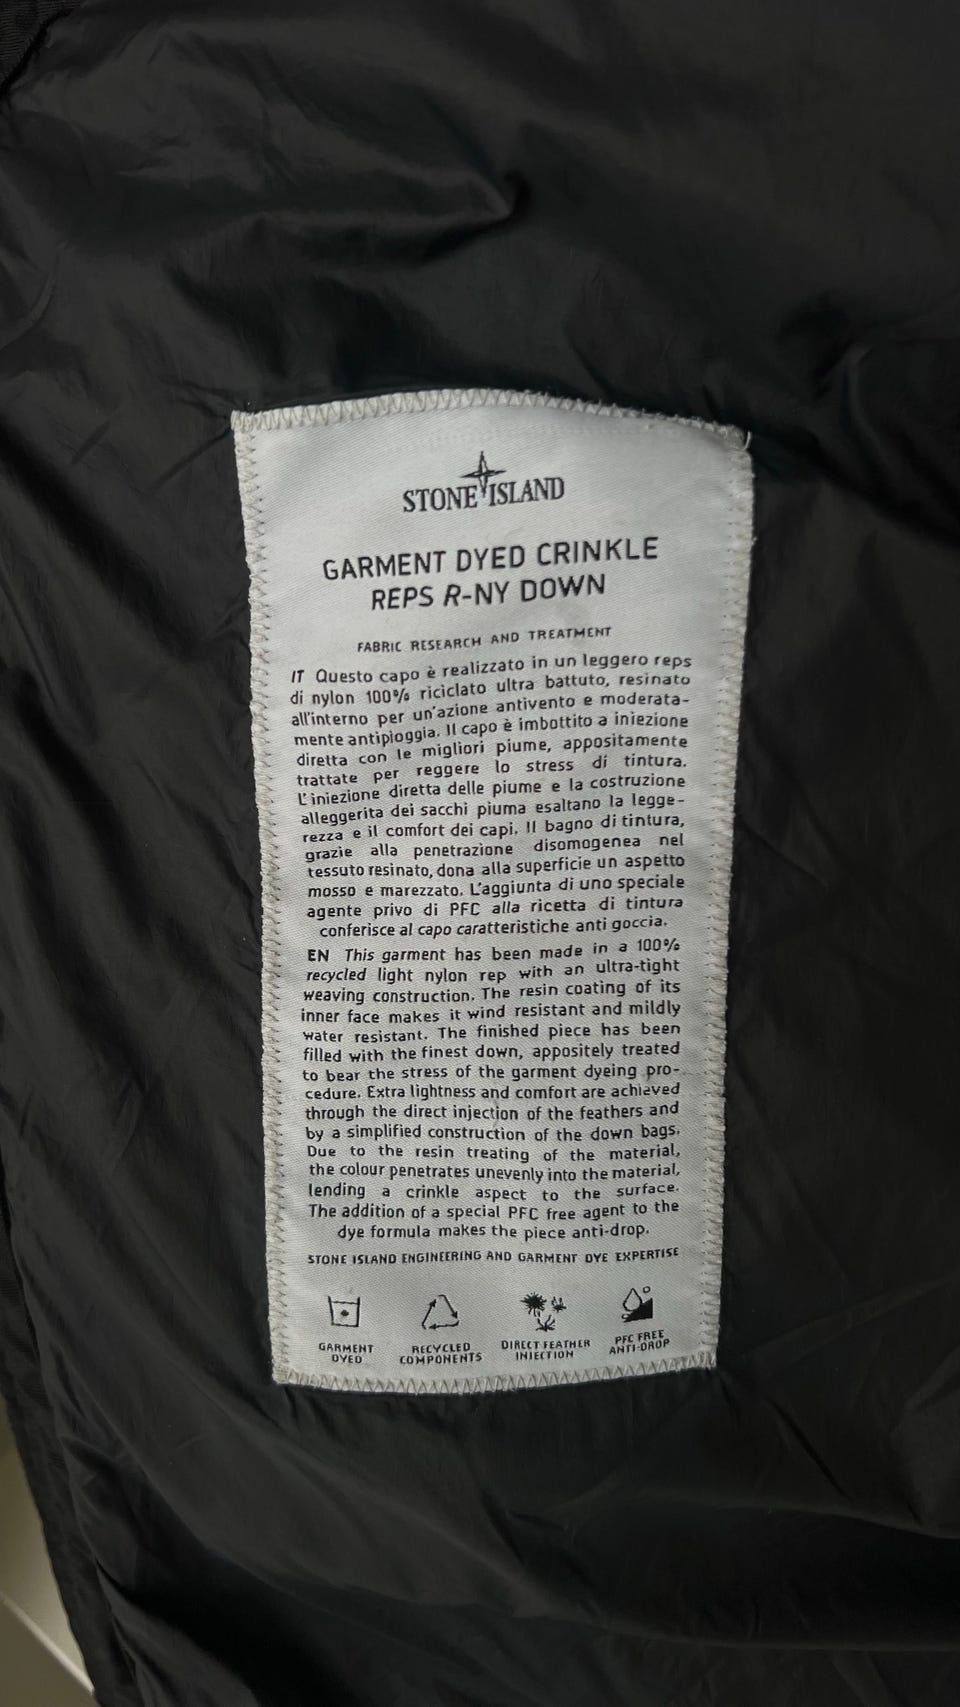 STONE ISLAND
GARMENT DYED CRINKLE
REPS R-NY DOWN
FABRIC RESEARCH AND TREATMENT
IT Questo capo è realizzato in un leggero reps
di nylon 100% riciclato ultra battuto, resinato
all'interno per un'azione antivento e moderata-
mente antipioggia. Il capo è imbottito a iniezione
diretta con le migliori piume, appositamente
trattate per reggere lo stress di tintura.
L'iniezione diretta delle piume e la costruzione
alleggerita dei sacchi piuma esaltano la legge-
rezza e il comfort dei capi. Il bagno di tintura,
grazie alla penetrazione disomogenea nel
tessuto resinato, dona alla superficie un aspetto
mosso e marezzato. L'aggiunta di uno speciale
agente privo di PFC alla ricetta di tintura
conferisce al capo caratteristiche anti goccia.
EN This garment has been made in a 100%
recycled light nylon rep with an ultra-tight
weaving construction. The resin coating of its
inner face makes it wind resistant and mildly
water resistant. The finished piece has been
filled with the finest down, appositely treated
to bear the stress of the garment dyeing pro-
cedure. Extra lightness and comfort are achieved
through the direct injection of the feathers and
by a simplified construction of the down bags.
Due to the resin treating of the material,
the colour penetrates unevenly into the material,
lending a crinkle aspect to the surface.
The addition of a special PFC free agent to the
dye formula makes the piece anti-drop.
STONE ISLAND ENGINEERING AND GARMENT DYE EXPERTISE
GARMENT
DYED
RECYCLED
COMPONENTS
DIRECT FEATHER
INJECTION
PFC FREE
ANTI-DROP